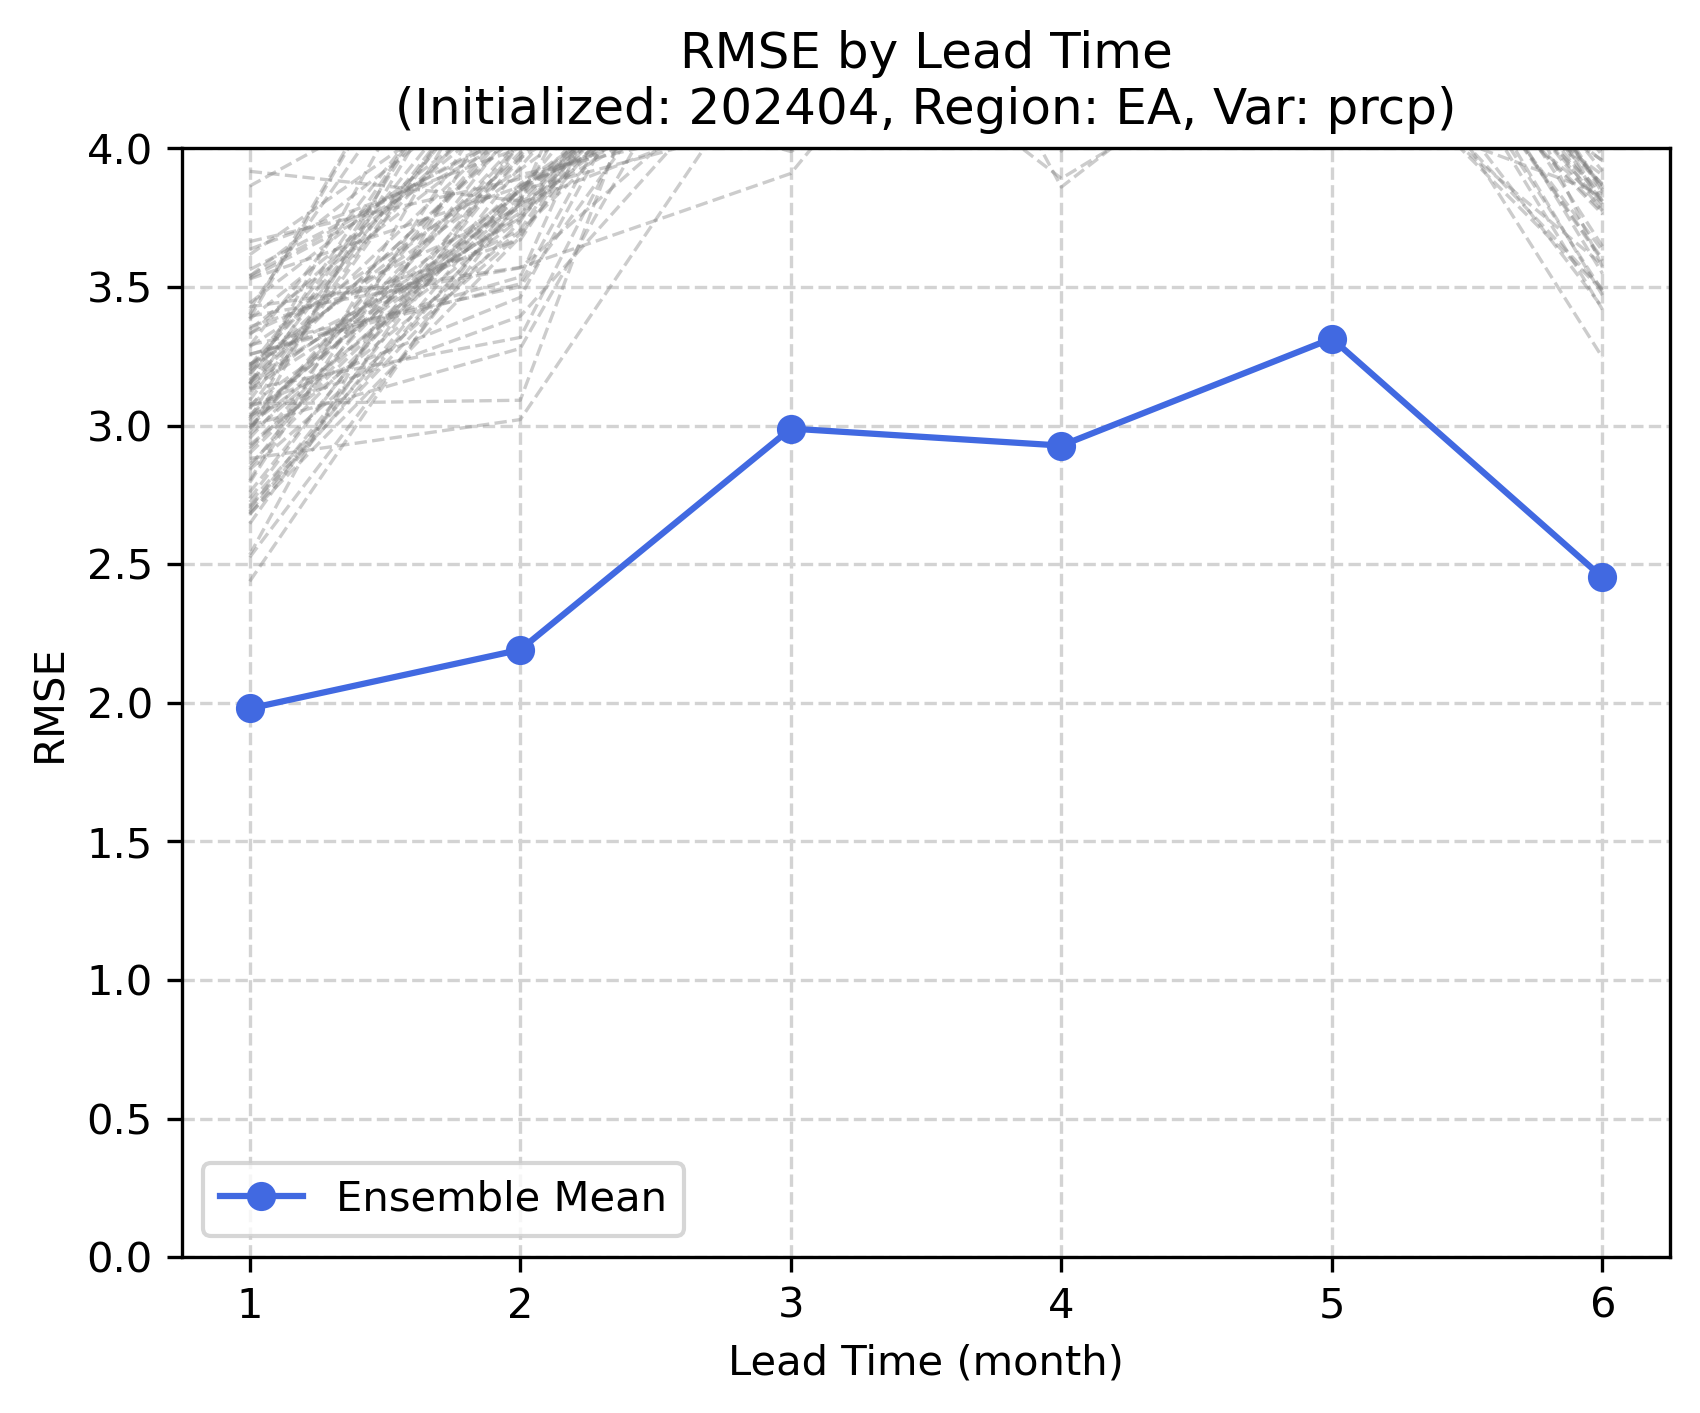 RMSE by Lead Time
(Initialized: 202404, Region: EA, Var: prcp)
4.0
3.5
3.0
2.5
2.0
1.5
1.0
0.5
0.0
RMSE
Ensemble Mean
1 2 3 4 5 6
Lead Time (month)